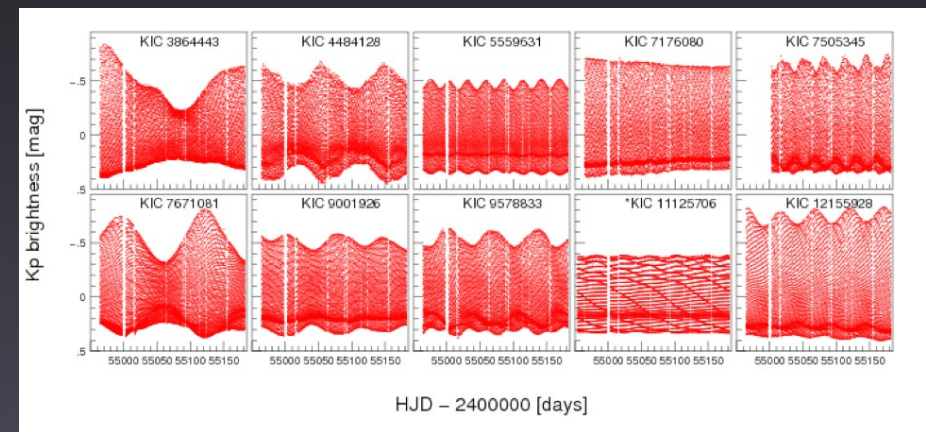 KIC 3864443 KIC 4484128 KIC 5559631 KIC 7176080 KIC 7505345
-.5
0
.5
KIC 7671081 KIC 9001926 KIC 9578833 *KIC 11125706 KIC 12155928
-.5
0
.5
55000 55050 55100 55150 55000 55050 55100 55150 55000 55050 55100 55150 55000 55050 55100 55150 55000 55050 55100 55150
Kp brightness [mag]
HJD – 2400000 [days]